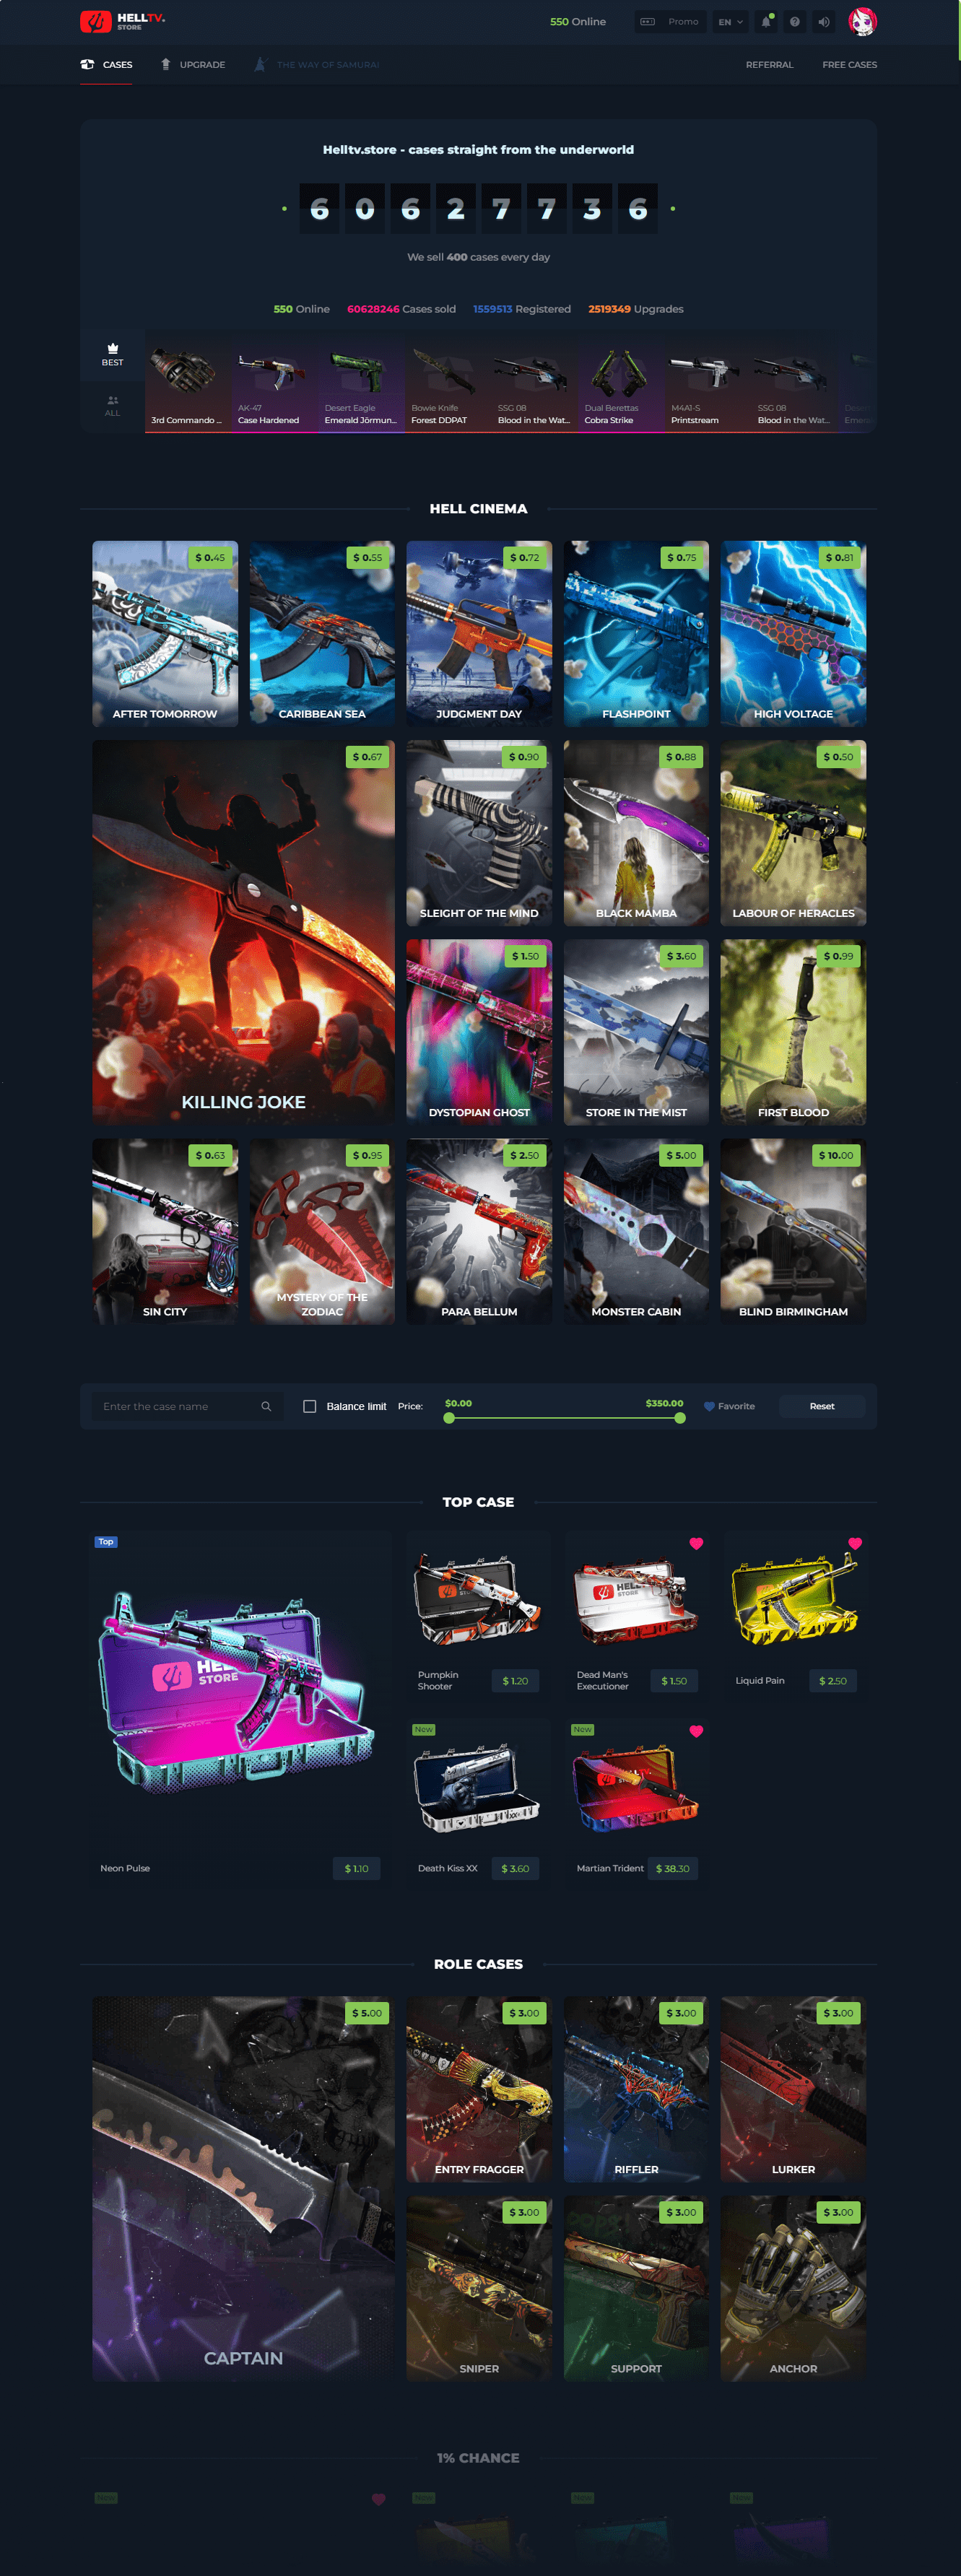 HELLTV.
STORE
550 Online
Promo
EN
CASES
UPGRADE
THE WAY OF SAMURAI
REFERRAL
FREE CASES
Helltv.store - cases straight from the underworld
6 0 6 2 7 7 3 6
We sell 400 cases every day
550 Online
60628246 Cases sold
1559513 Registered
2519349 Upgrades
BEST
ALL
3rd Commando ...
AK-47
Case Hardened
Desert Eagle
Emerald Jörmun...
Bowie Knife
Forest DDPAT
SSG 08
Blood in the Wat...
Dual Berettas
Cobra Strike
M4A1-S
Printstream
SSG 08
Blood in the Wat...
HELL CINEMA
$ 0.45
AFTER TOMORROW
$ 0.55
CARIBBEAN SEA
$ 0.72
JUDGMENT DAY
$ 0.75
FLASHPOINT
$ 0.81
HIGH VOLTAGE
$ 0.67
KILLING JOKE
$ 0.90
SLEIGHT OF THE MIND
$ 0.88
BLACK MAMBA
$ 0.50
LABOUR OF HERACLES
$ 1.50
DYSTOPIAN GHOST
$ 3.60
STORE IN THE MIST
$ 0.99
FIRST BLOOD
$ 0.63
SIN CITY
$ 0.95
MYSTERY OF THE
ZODIAC
$ 2.50
PARA BELLUM
$ 5.00
MONSTER CABIN
$ 10.00
BLIND BIRMINGHAM
Enter the case name
Balance limit
Price:
$0.00
$350.00
Favorite
Reset
TOP CASE
Top
STORE
Neon Pulse
$ 1.10
Pumpkin
Shooter
$ 1.20
Dead Man's
Executioner
$ 1.50
Liquid Pain
$ 2.50
New
Death Kiss XX
$ 3.60
New
Martian Trident
$ 38.30
ROLE CASES
$ 5.00
CAPTAIN
$ 3.00
ENTRY FRAGGER
$ 3.00
RIFFLER
$ 3.00
LURKER
$ 3.00
SNIPER
$ 3.00
SUPPORT
$ 3.00
ANCHOR
1% CHANCE
New
New
New
New